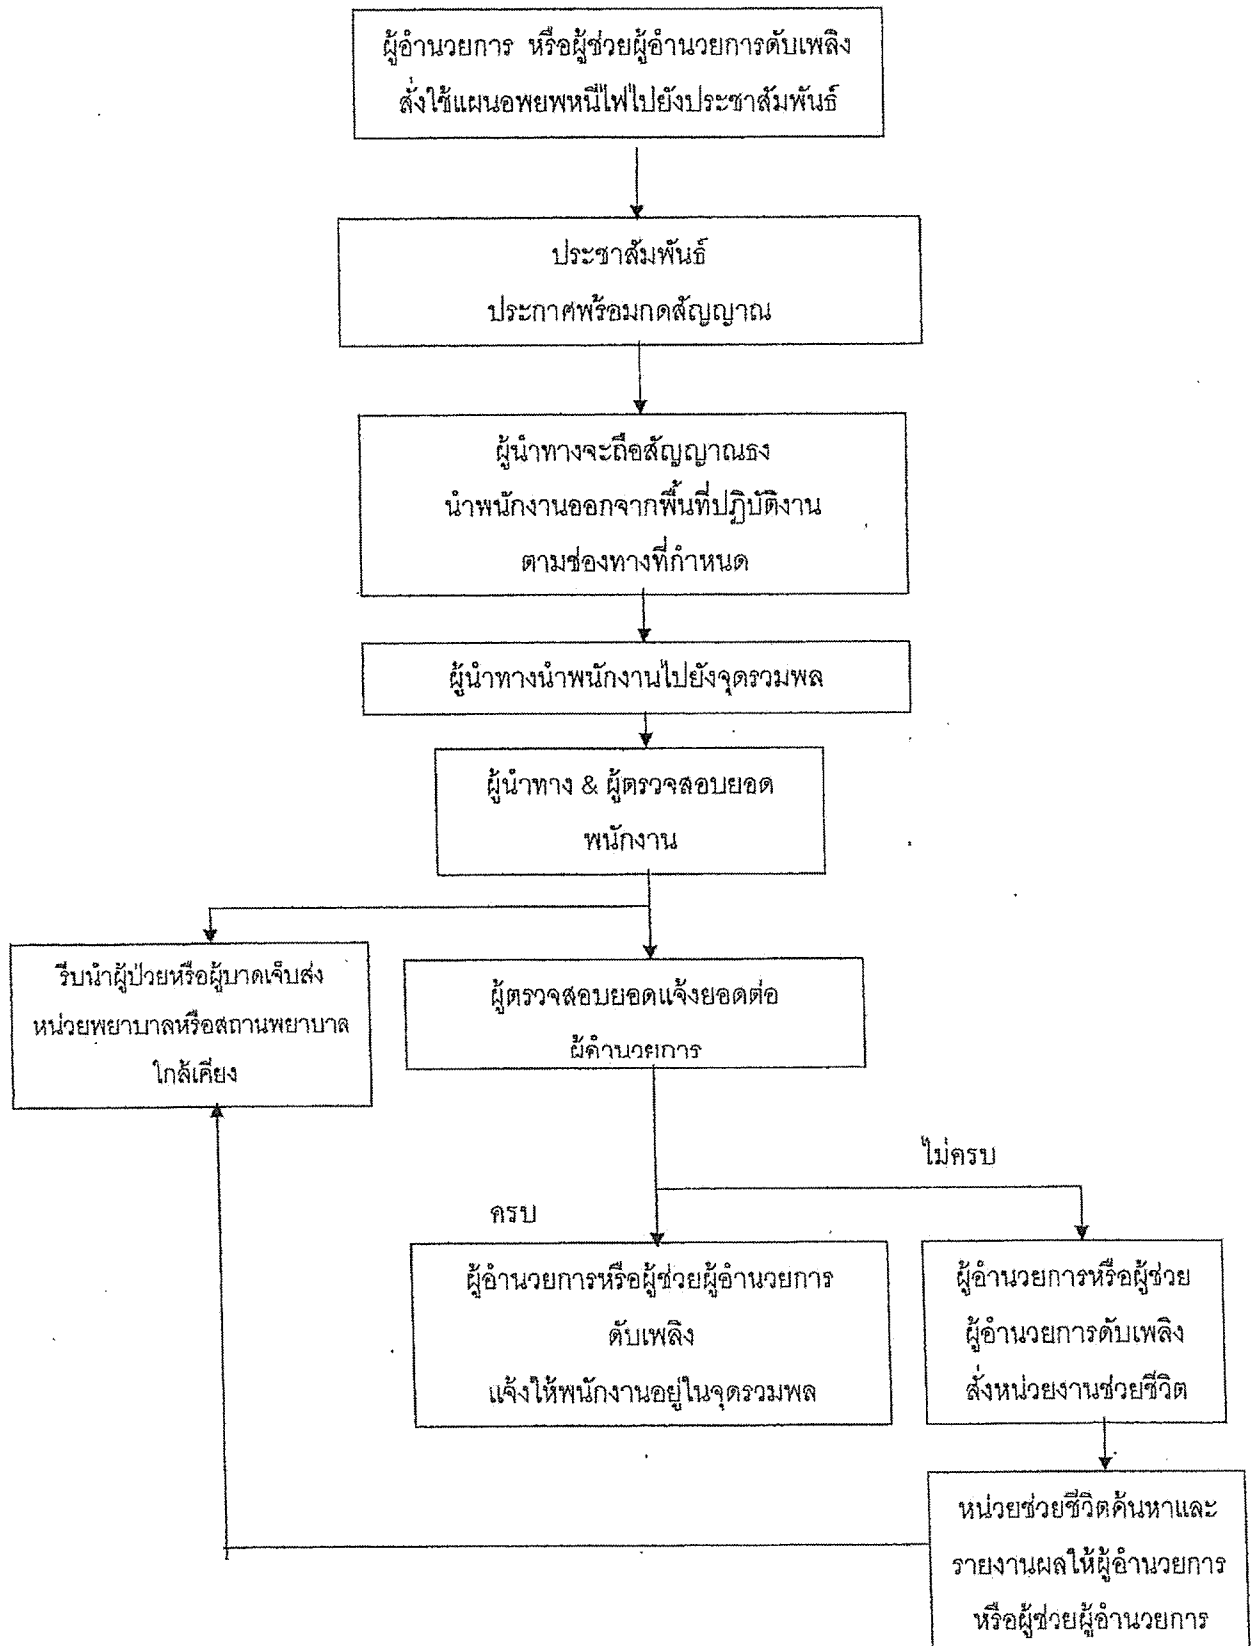 ผู้อำนวยการ หรือผู้ช่วยผู้อำนวยการดับเพลิง
สั่งใช้แผนอพยพหนีไฟไปยังประชาสัมพันธ์
ประชาสัมพันธ์
ประกาศพร้อมกดสัญญาณ
ผู้นำทางจะถือสัญญาณธง
นำพนักงานออกจากพื้นที่ปฏิบัติงาน
ตามช่องทางที่กำหนด
ผู้นำทางนำพนักงานไปยังจุดรวมพล
ผู้นำทาง & ผู้ตรวจสอบยอด
พนักงาน
รีบนำผู้ป่วยหรือผู้บาดเจ็บส่ง
หน่วยพยาบาลหรือสถานพยาบาล
ใกล้เคียง
ผู้ตรวจสอบยอดแจ้งยอดต่อ
ผู้อำนวยการ
ไม่ครบ
ครบ
ผู้อำนวยการหรือผู้ช่วยผู้อำนวยการ
ดับเพลิง
แจ้งให้พนักงานอยู่ในจุดรวมพล
ผู้อำนวยการหรือผู้ช่วย
ผู้อำนวยการดับเพลิง
สั่งหน่วยงานช่วยชีวิต
หน่วยช่วยชีวิตค้นหาและ
รายงานผลให้ผู้อำนวยการ
หรือผู้ช่วยผู้อำนวยการ